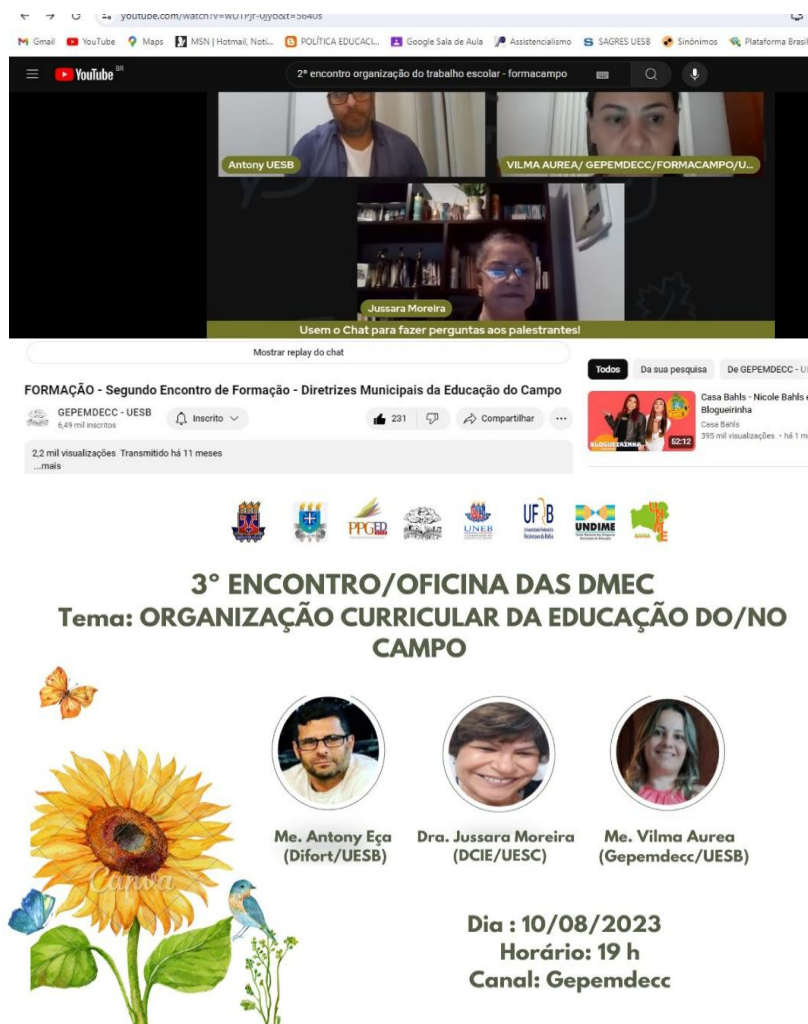 youtube.com/watch?v=
Gmail YouTube Maps MSN | Hotmail, Notí... POLÍTICA EDUCACI... Google Sala de Aula Assistencialismo SAGRES UESB Sinônimos Plataforma Brasil
YouTube BR
2º encontro organização do trabalho escolar - formacampo
Antony UESB
VILMA AUREA/ GEPEMDECC/FORMACAMPO/U...
Jussara Moreira
Usem o Chat para fazer perguntas aos palestrantes!
Mostrar replay do chat
Todos Da sua pesquisa De GEPEMDECC - U
FORMAÇÃO - Segundo Encontro de Formação - Diretrizes Municipais da Educação do Campo
GEPEMDECC - UESB
6,49 mil inscritos
Inscrito
231
Compartilhar
Casa Bahls - Nicole Bahls e
Blogueirinha
Casa Bahls
395 mil visualizações • há 1 m
BLOGUEIRINHA
52:12
2,2 mil visualizações Transmitido há 11 meses
...mais
PPGED
UNEB
UFSB
UNDIME
BAHIA
3º ENCONTRO/OFICINA DAS DMEC
Tema: ORGANIZAÇÃO CURRICULAR DA EDUCAÇÃO DO/NO
CAMPO
Me. Antony Eça
(Difort/UESB)
Dra. Jussara Moreira
(DCIE/UESC)
Me. Vilma Aurea
(Gepemdecc/UESB)
Canva
Dia : 10/08/2023
Horário: 19 h
Canal: Gepemdecc